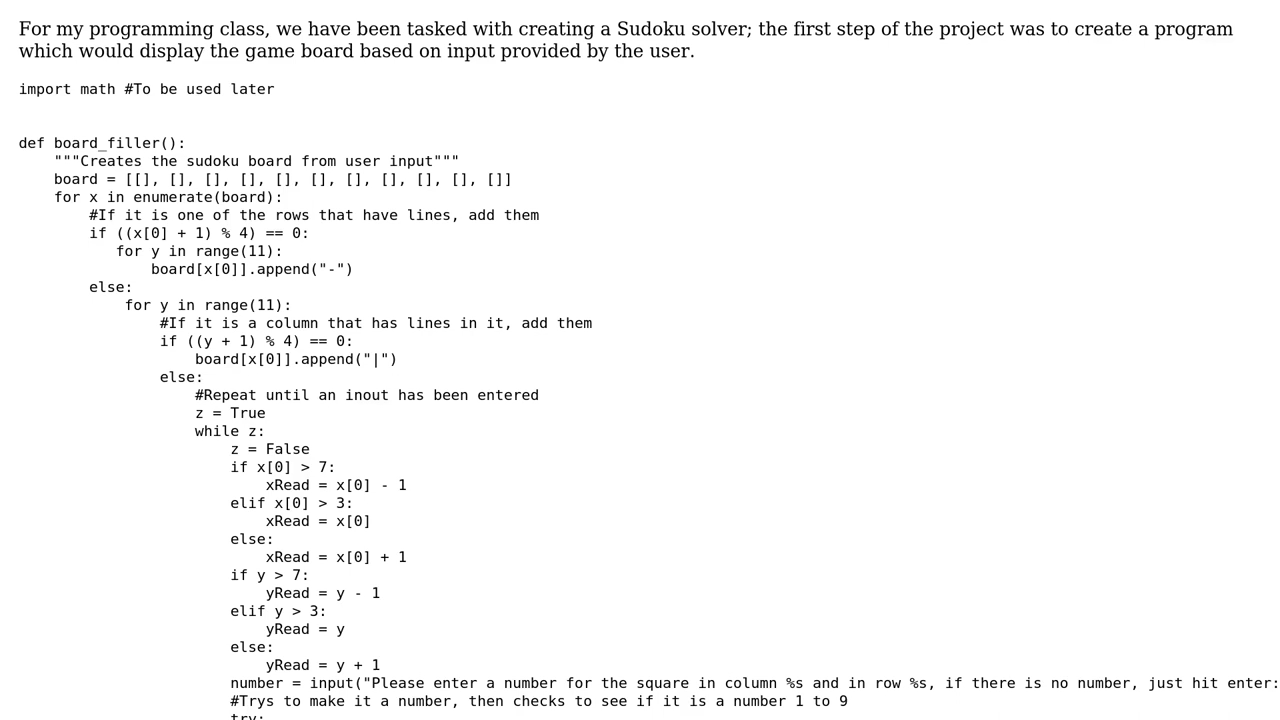 For my programming class, we have been tasked with creating a Sudoku solver; the first step of the project was to create a program
which would display the game board based on input provided by the user.
import math #To be used later
def board_filler():
    """Creates the sudoku board from user input"""
    board = [[], [], [], [], [], [], [], [], [], [], []]
    for x in enumerate(board):
        #If it is one of the rows that have lines, add them
        if ((x[0] + 1) % 4) == 0:
           for y in range(11):
               board[x[0]].append("-")
        else:
            for y in range(11):
                #If it is a column that has lines in it, add them
                if ((y + 1) % 4) == 0:
                    board[x[0]].append("|")
                else:
                    #Repeat until an inout has been entered
                    z = True
                    while z:
                        z = False
                        if x[0] > 7:
                            xRead = x[0] - 1
                        elif x[0] > 3:
                            xRead = x[0]
                        else:
                            xRead = x[0] + 1
                        if y > 7:
                            yRead = y - 1
                        elif y > 3:
                            yRead = y
                        else:
                            yRead = y + 1
                        number = input("Please enter a number for the square in column %s and in row %s, if there is no number, just hit enter:
                        #Trys to make it a number, then checks to see if it is a number 1 to 9
                        try: